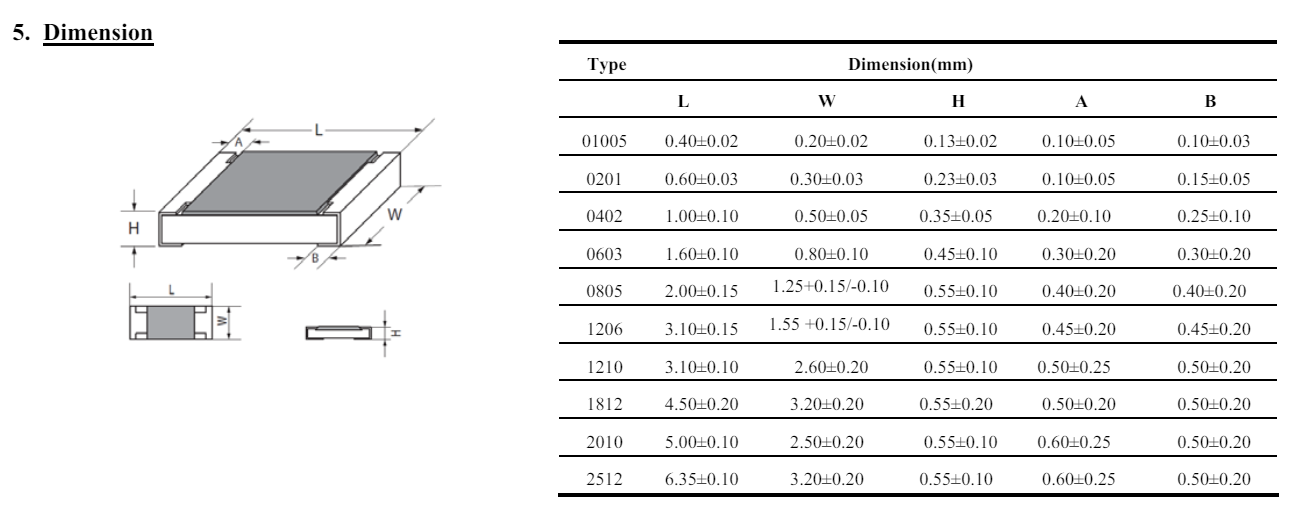 5. Dimension
Type Dimension(mm)
L W H A B
01005 0.40±0.02 0.20±0.02 0.13±0.02 0.10±0.05 0.10±0.03
0201 0.60±0.03 0.30±0.03 0.23±0.03 0.10±0.05 0.15±0.05
0402 1.00±0.10 0.50±0.05 0.35±0.05 0.20±0.10 0.25±0.10
0603 1.60±0.10 0.80±0.10 0.45±0.10 0.30±0.20 0.30±0.20
0805 2.00±0.15 1.25+0.15/-0.10 0.55±0.10 0.40±0.20 0.40±0.20
1206 3.10±0.15 1.55 +0.15/-0.10 0.55±0.10 0.45±0.20 0.45±0.20
1210 3.10±0.10 2.60±0.20 0.55±0.10 0.50±0.25 0.50±0.20
1812 4.50±0.20 3.20±0.20 0.55±0.20 0.50±0.20 0.50±0.20
2010 5.00±0.10 2.50±0.20 0.55±0.10 0.60±0.25 0.50±0.20
2512 6.35±0.10 3.20±0.20 0.55±0.10 0.60±0.25 0.50±0.20
L
A
W
H
B
L
W
H